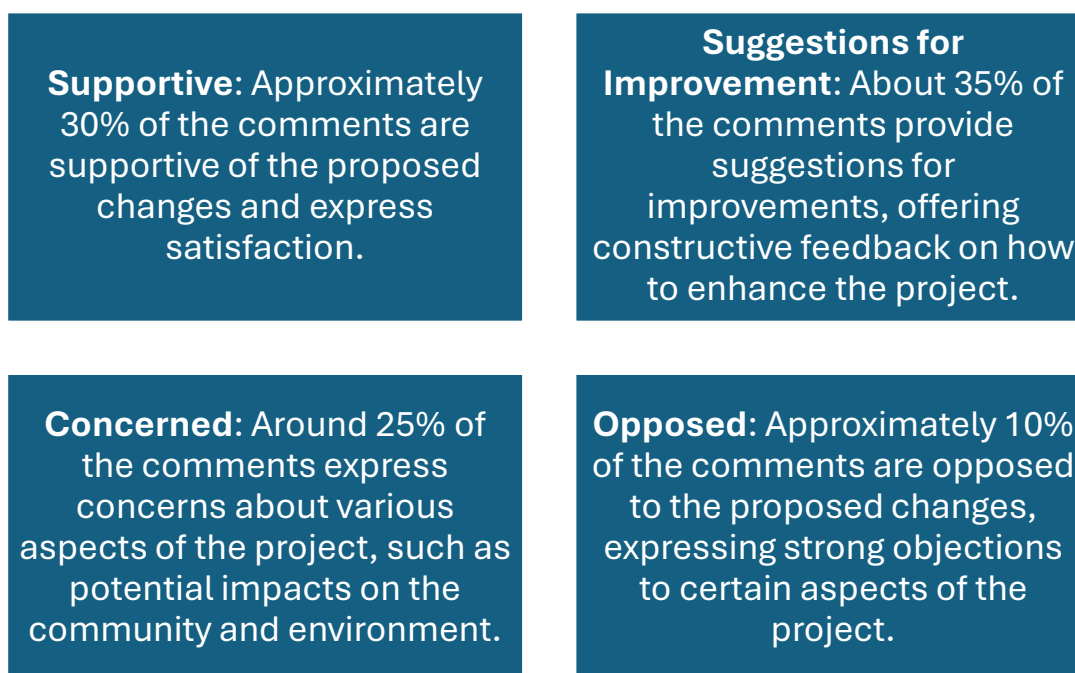 Supportive: Approximately
30% of the comments are
supportive of the proposed
changes and express
satisfaction.
Suggestions for
Improvement: About 35% of
the comments provide
suggestions for
improvements, offering
constructive feedback on how
to enhance the project.
Concerned: Around 25% of
the comments express
concerns about various
aspects of the project, such as
potential impacts on the
community and environment.
Opposed: Approximately 10%
of the comments are opposed
to the proposed changes,
expressing strong objections
to certain aspects of the
project.